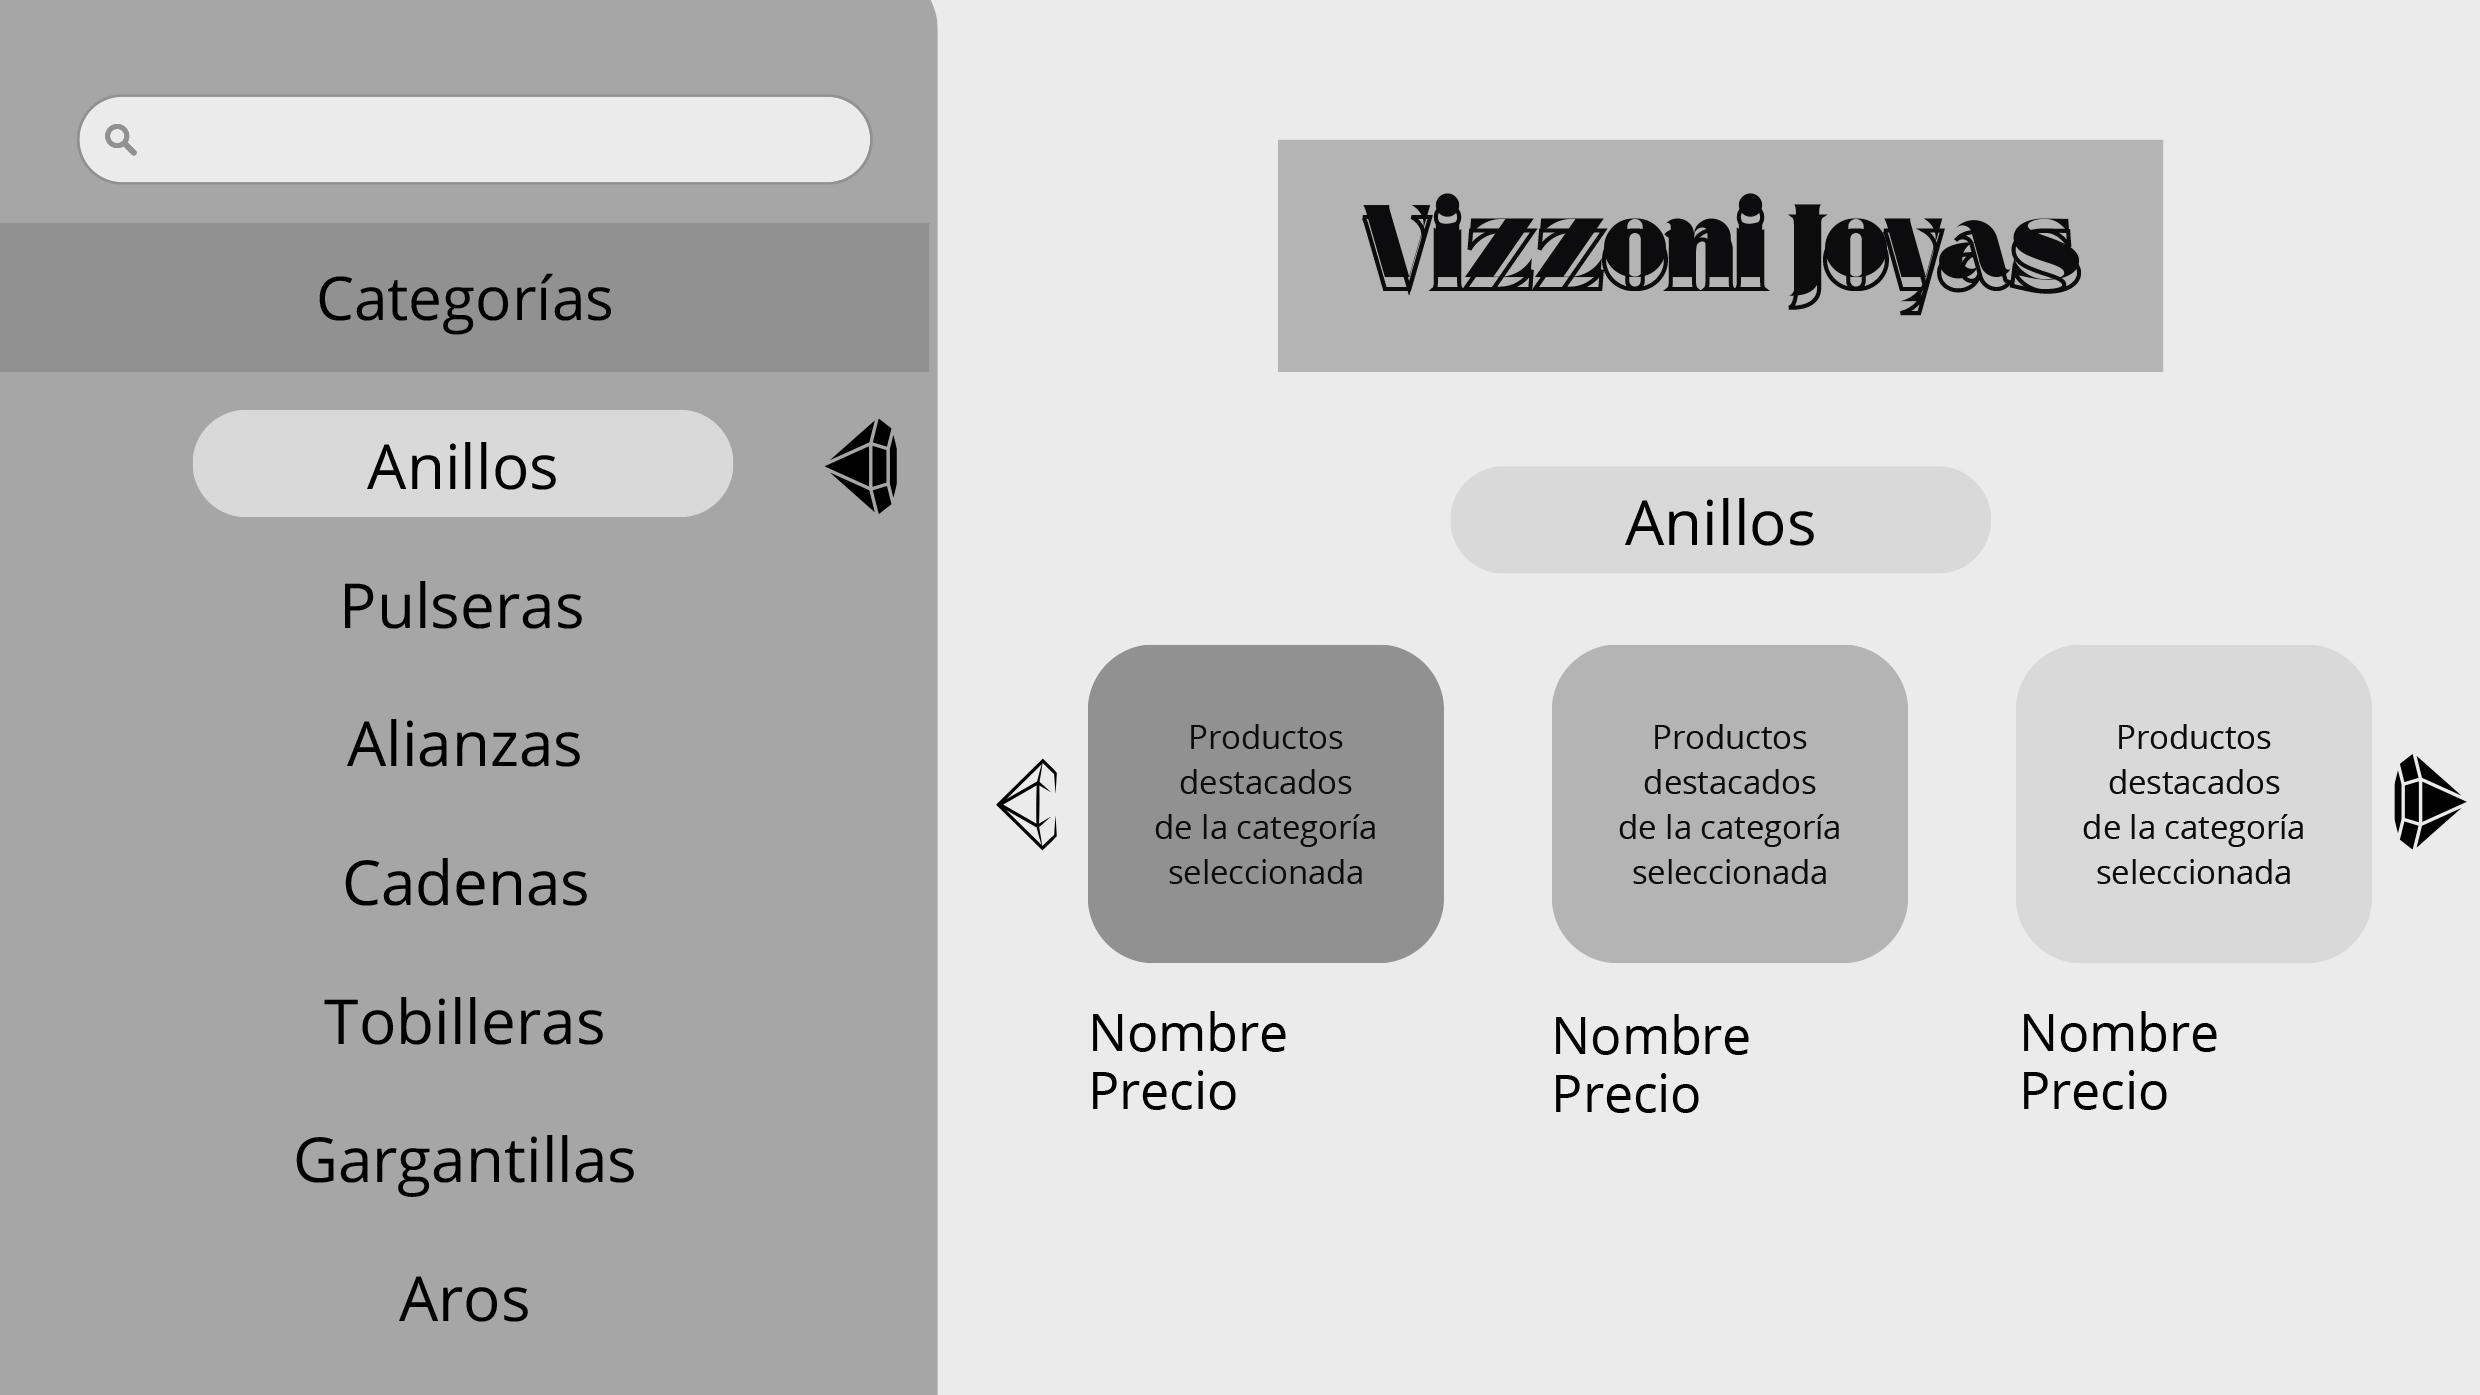 Categorías
Anillos
Pulseras
Alianzas
Cadenas
Tobilleras
Gargantillas
Aros
Vizzoni Joyas
Anillos
Productos
destacados
de la categoría
seleccionada
Nombre
Precio
Productos
destacados
de la categoría
seleccionada
Nombre
Precio
Productos
destacados
de la categoría
seleccionada
Nombre
Precio